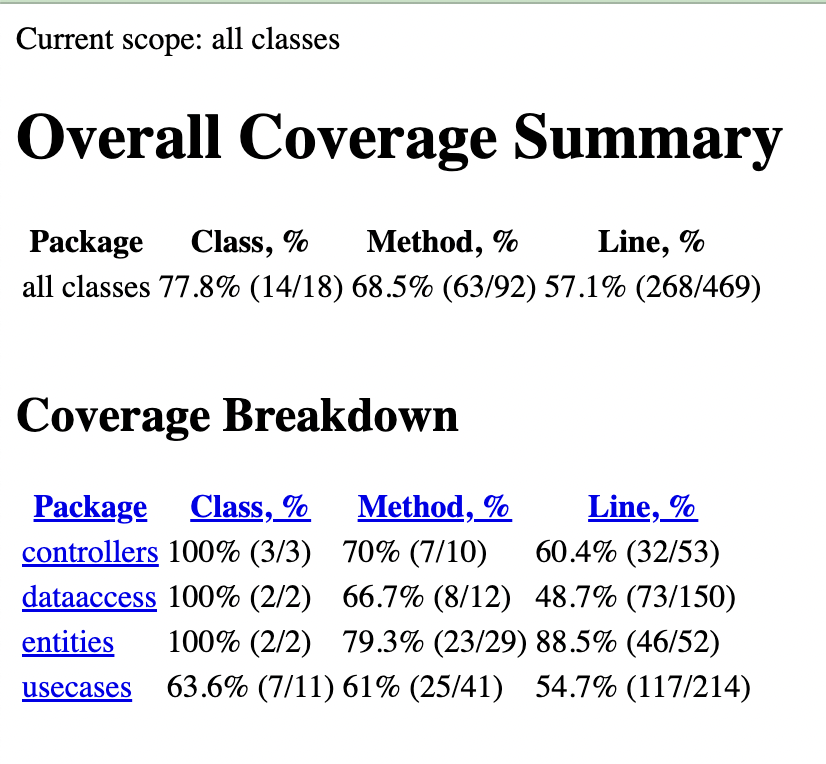 Current scope: all classes
Overall Coverage Summary
Package Class, % Method, % Line, %
all classes 77.8% (14/18) 68.5% (63/92) 57.1% (268/469)
Coverage Breakdown
Package Class, % Method, % Line, %
controllers 100% (3/3) 70% (7/10) 60.4% (32/53)
dataaccess 100% (2/2) 66.7% (8/12) 48.7% (73/150)
entities 100% (2/2) 79.3% (23/29) 88.5% (46/52)
usecases 63.6% (7/11) 61% (25/41) 54.7% (117/214)